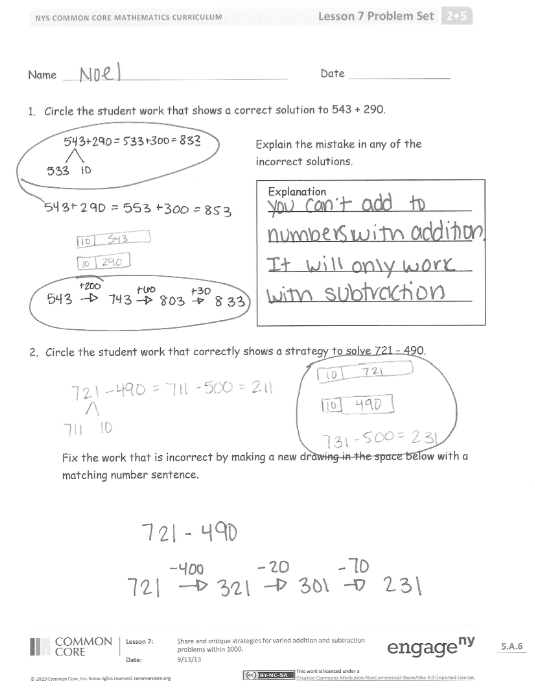 NYS COMMON CORE MATHEMATICS CURRICULUM Lesson 7 Problem Set 2•5
Name Noel Date
1. Circle the student work that shows a correct solution to 543 + 290.
543+290=533+300=833
533 10
Explain the mistake in any of the
incorrect solutions.
543+290=553+300=853
10 543
10 290
+200 +60 +30
543 → 743 → 803 → 833
Explanation
you can't add to
numbers with addition
It will only work
with subtraction
2. Circle the student work that correctly shows a strategy to solve 721 - 490.
721-490=711-500=211
711 10
10 721
10 490
731-500=231
Fix the work that is incorrect by making a new drawing in the space below with a
matching number sentence.
721-490
-400 -20 -70
721 → 321 → 301 → 231
COMMON
CORE
Lesson 7: Share and critique strategies for varied addition and subtraction
problems within 1000.
Date: 9/13/13
engage ny
5.A.6
© 2013 Common Core, Inc. Some rights reserved. commoncore.org
CC BY-NC-SA
This work is licensed under a
Creative Commons Attribution-NonCommercial-ShareAlike 3.0 Unported License.